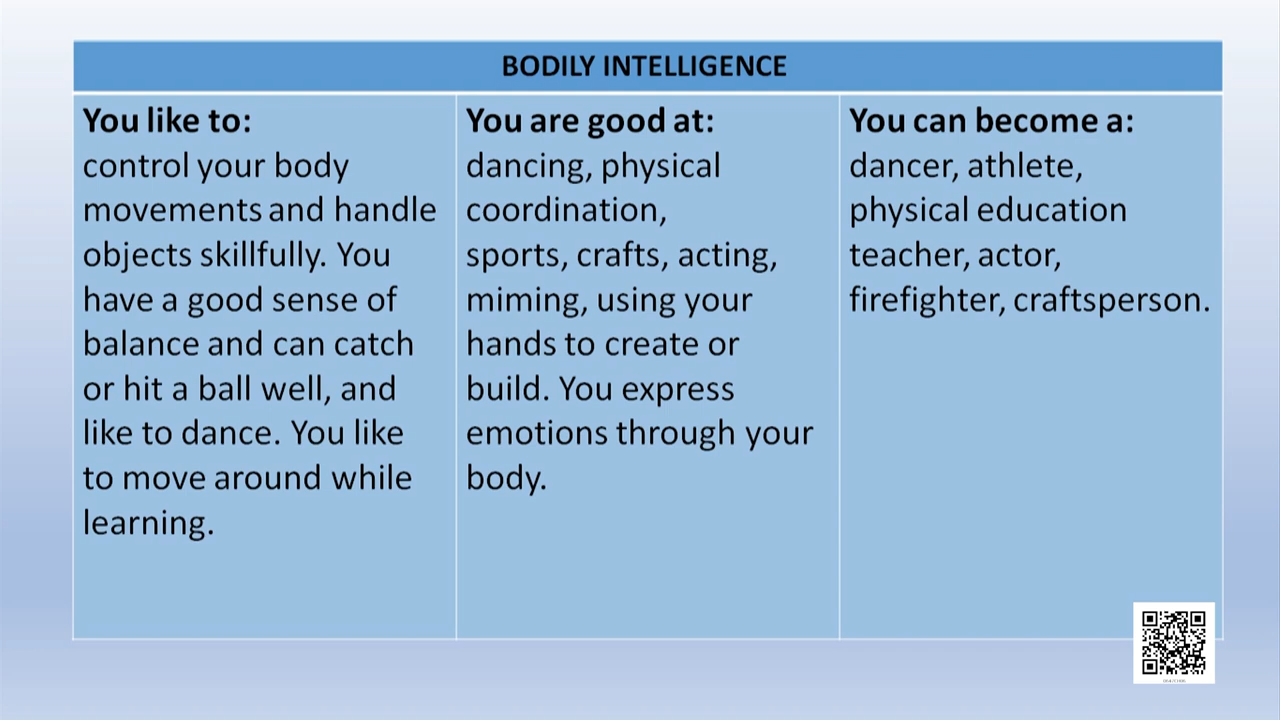 BODILY INTELLIGENCE
You like to:
control your body
movements and handle
objects skillfully. You
have a good sense of
balance and can catch
or hit a ball well, and
like to dance. You like
to move around while
learning.
You are good at:
dancing, physical
coordination,
sports, crafts, acting,
miming, using your
hands to create or
build. You express
emotions through your
body.
You can become a:
dancer, athlete,
physical education
teacher, actor,
firefighter, craftsperson.